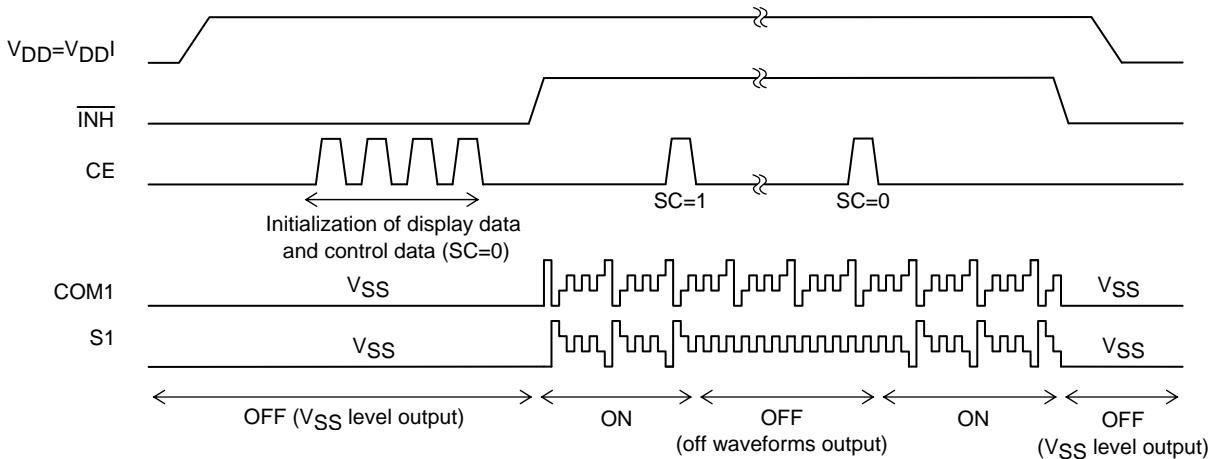 VDD=VDDI
INH
CE
SC=1
SC=0
Initialization of display data
and control data (SC=0)
COM1
VSS
VSS
S1
VSS
VSS
OFF (VSS level output)
ON
OFF
(off waveforms output)
ON
OFF
(VSS level output)